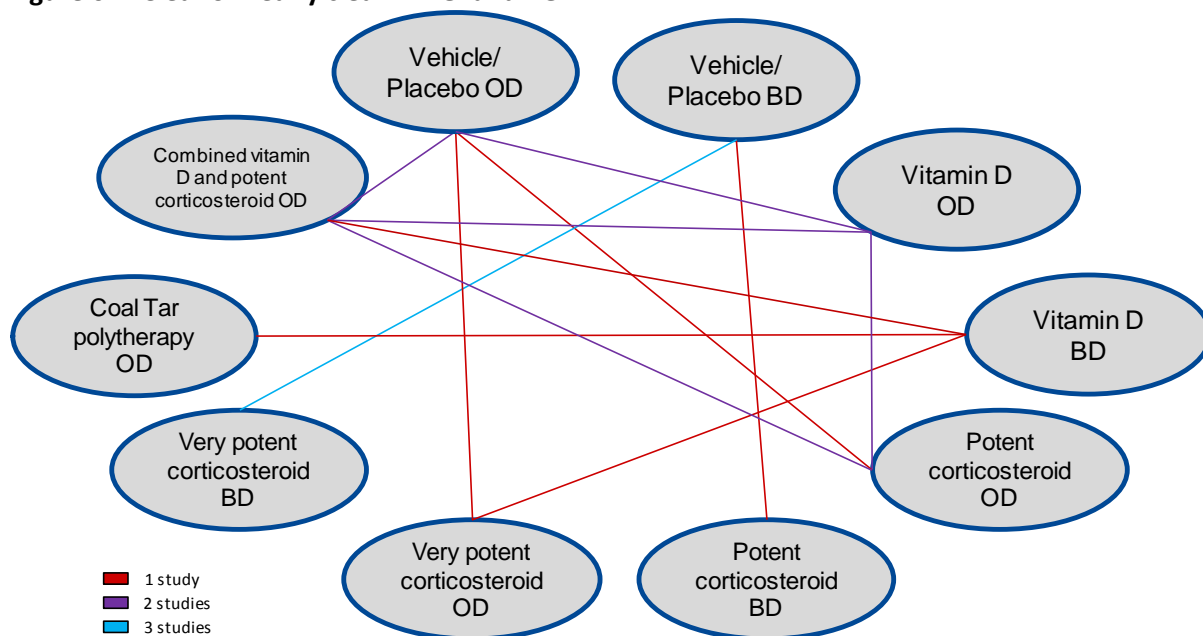 Vehicle/
Placebo OD
Vehicle/
Placebo BD
Combined vitamin
D and potent
corticosteroid OD
Vitamin D
OD
Coal Tar
polytherapy
OD
Vitamin D
BD
Very potent
corticosteroid
BD
Potent
corticosteroid
OD
Very potent
corticosteroid
OD
Potent
corticosteroid
BD
1 study
2 studies
3 studies